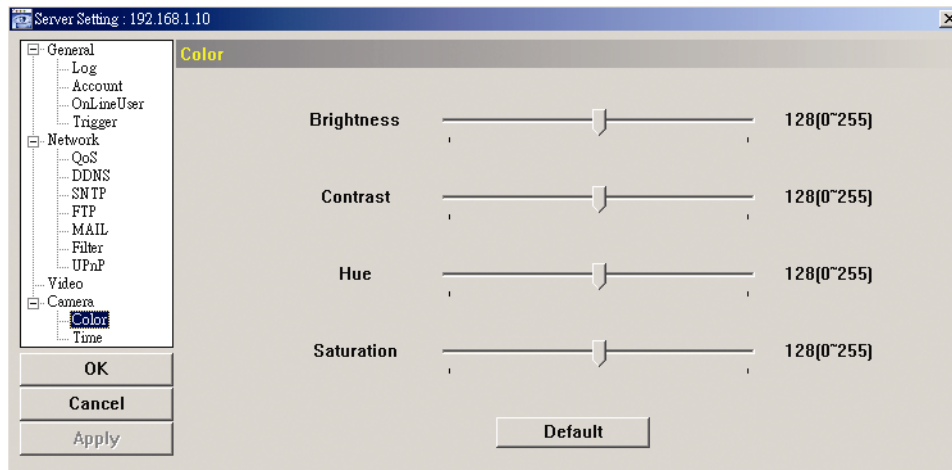 Server Setting : 192.168.1.10
General
Log
Account
OnLineUser
Trigger
Network
QoS
DDNS
SNTP
FTP
MAIL
Filter
UPnP
Video
Camera
Color
Time
OK
Cancel
Apply
Color
Brightness 128(0~255)
Contrast 128(0~255)
Hue 128(0~255)
Saturation 128(0~255)
Default